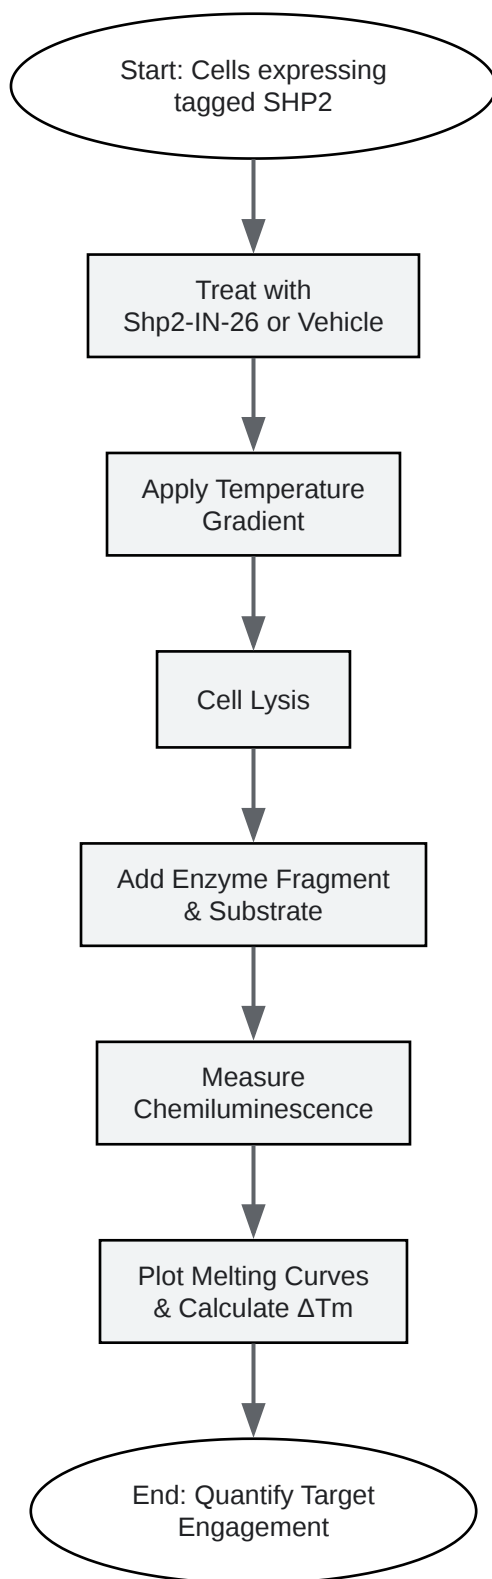 Start: Cells expressing
tagged SHP2
Treat with
Shp2-IN-26 or Vehicle
Apply Temperature
Gradient
Cell Lysis
Add Enzyme Fragment
& Substrate
Measure
Chemiluminescence
Plot Melting Curves
& Calculate ΔTm
End: Quantify Target
Engagement